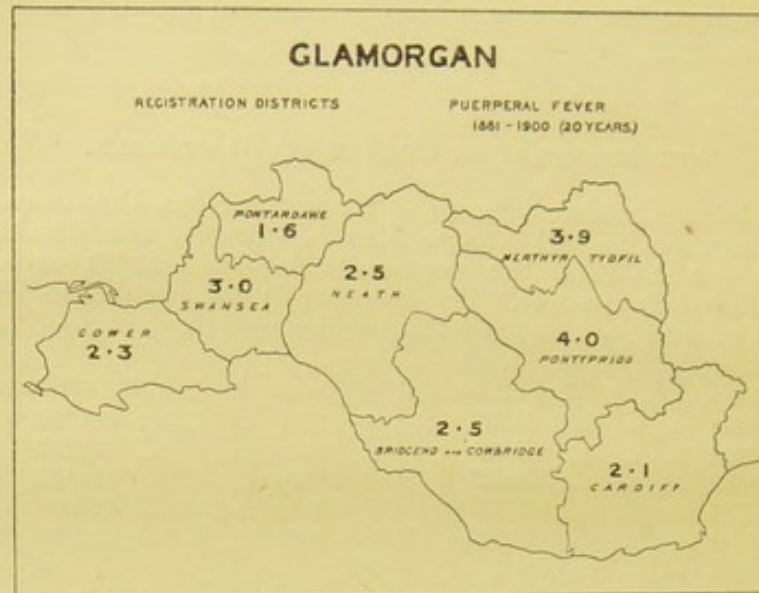 GLAMORGAN
REGISTRATION DISTRICTS
PUERPERAL FEVER
1881 - 1900 (20 YEARS.)
PONTARDAWE
1·6
3·9
MERTHYR TYDFIL
3·0
SWANSEA
2·5
NEATH
GOWER
2·3
4·0
PONTYPRIDD
2·5
BRIDGEND AND COWBRIDGE
2·1
CARDIFF